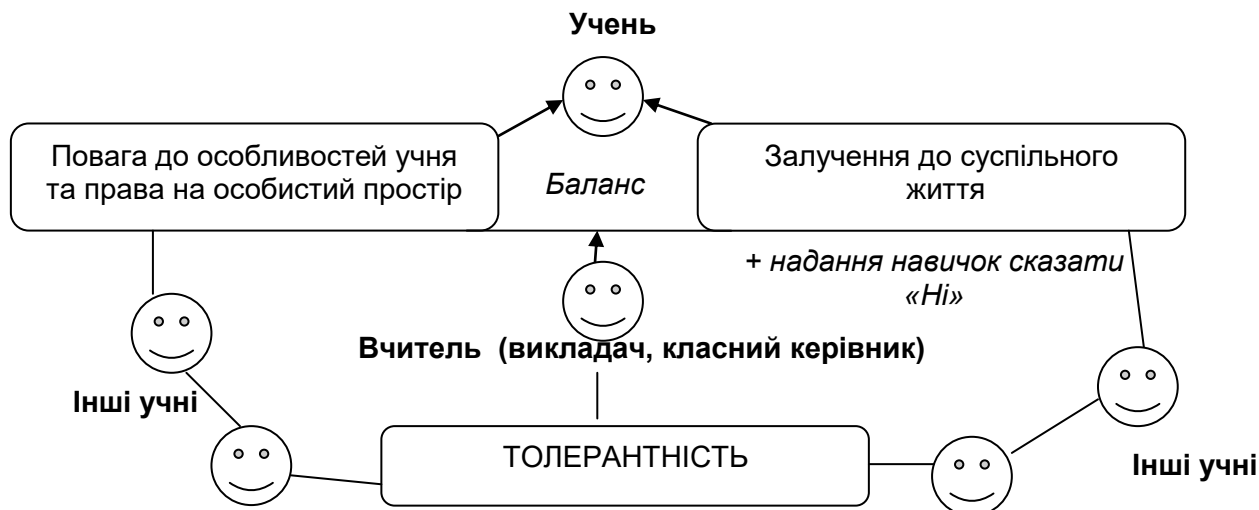 Учень
Повага до особливостей учня
та права на особистий простір
Баланс
Залучення до суспільного
життя
+ надання навичок сказати
«Ні»
Вчитель (викладач, класний керівник)
Інші учні
ТОЛЕРАНТНІСТЬ
Інші учні